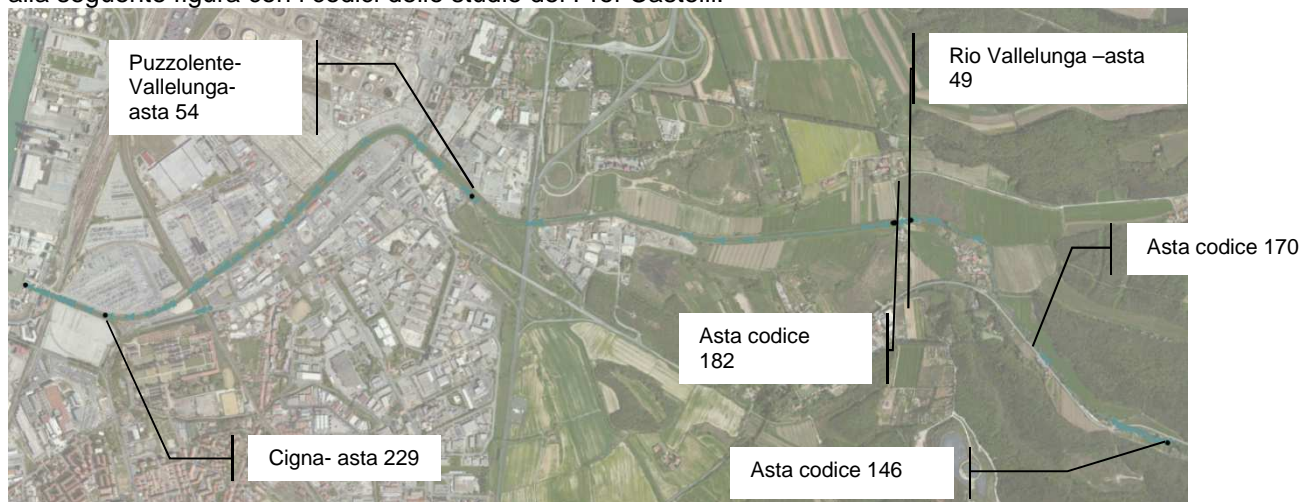 alla seguente figura con i codici dello studio del Prof Castelli.
Puzzolente-
Vallelunga-
asta 54
Rio Vallelunga –asta
49
Asta codice 170
Asta codice
182
Cigna- asta 229
Asta codice 146